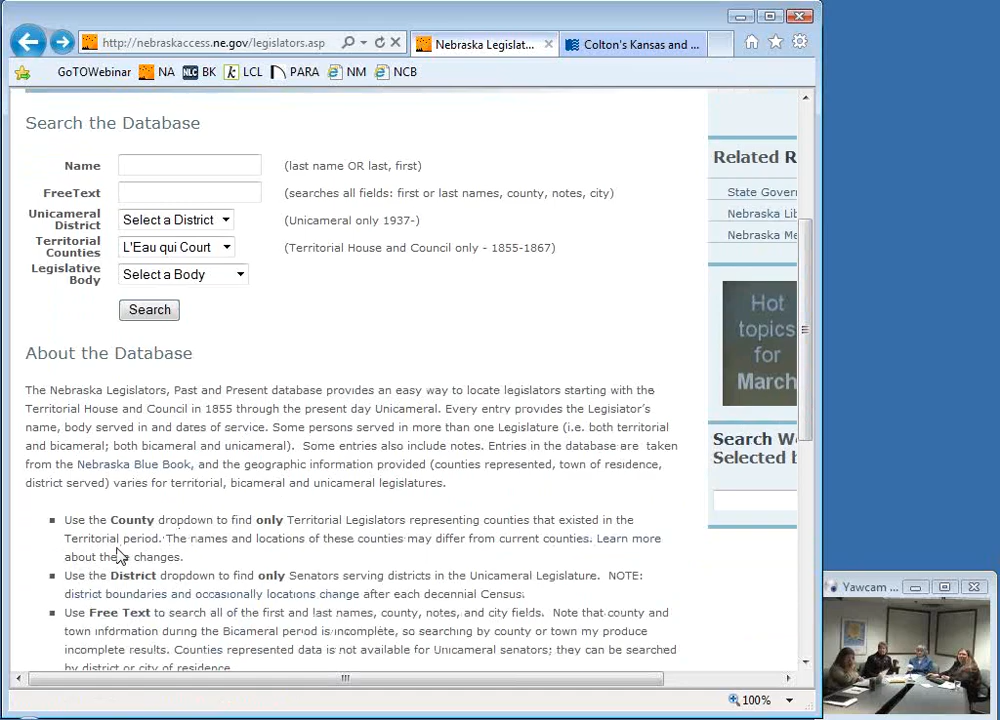 http://nebraskaccess.ne.gov/legislators.asp
Nebraska Legislat...
Colton's Kansas and ...
GoTOWebinar NA NLC BK k LCL PARA NM NCB
Search the Database
Name (last name OR last, first)
FreeText (searches all fields: first or last names, county, notes, city)
Unicameral
District Select a District (Unicameral only 1937-)
Territorial
Counties L'Eau qui Court (Territorial House and Council only - 1855-1867)
Legislative
Body Select a Body
Search
About the Database
The Nebraska Legislators, Past and Present database provides an easy way to locate legislators starting with the
Territorial House and Council in 1855 through the present day Unicameral. Every entry provides the Legislator's
name, body served in and dates of service. Some persons served in more than one Legislature (i.e. both territorial
and bicameral; both bicameral and unicameral). Some entries also include notes. Entries in the database are taken
from the Nebraska Blue Book, and the geographic information provided (counties represented, town of residence,
district served) varies for territorial, bicameral and unicameral legislatures.
Use the County dropdown to find only Territorial Legislators representing counties that existed in the
Territorial period. The names and locations of these counties may differ from current counties. Learn more
about these changes.
Use the District dropdown to find only Senators serving districts in the Unicameral Legislature. NOTE:
district boundaries and occasionally locations change after each decennial Census.
Use Free Text to search all of the first and last names, county, notes, and city fields. Note that county and
town information during the Bicameral period is incomplete, so searching by county or town my produce
incomplete results. Counties represented data is not available for Unicameral senators; they can be searched
by district or city of residence.
Related R
State Govern
Nebraska Lib
Nebraska Me
Hot
topics
for
March
Search W
Selected b
100%
Yawcam ...